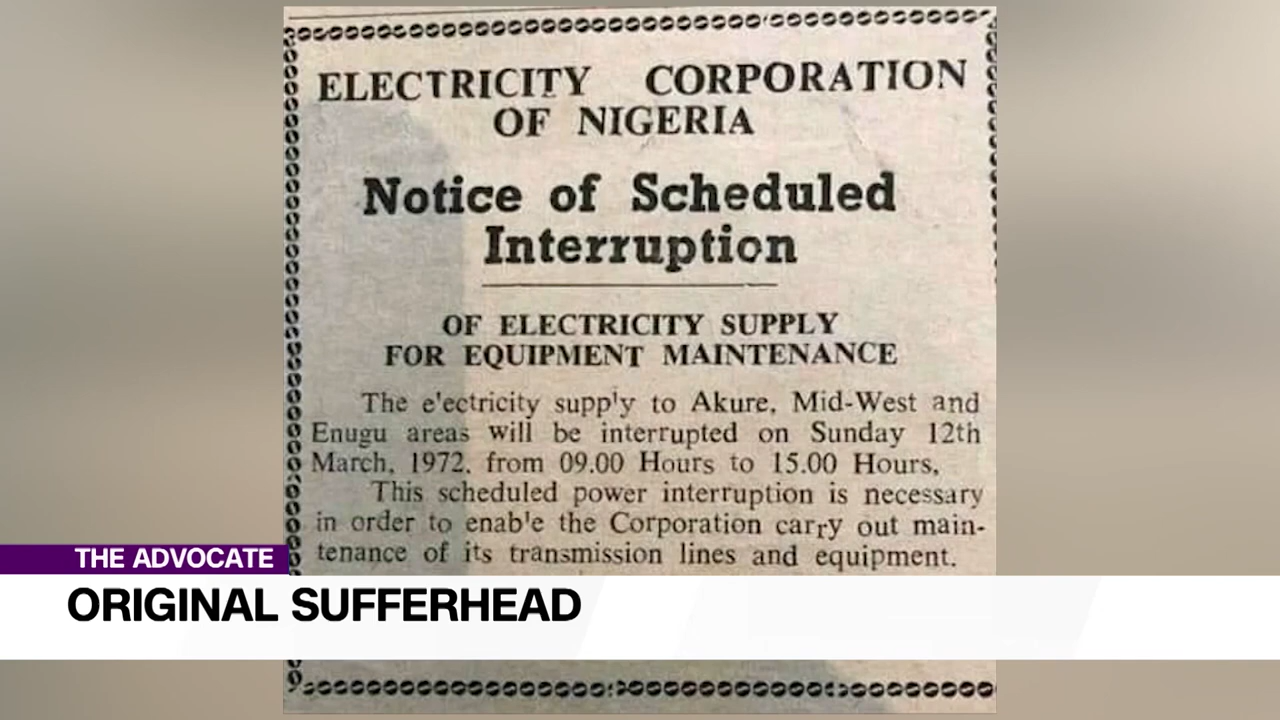 ELECTRICITY CORPORATION
OF NIGERIA
Notice of Scheduled
Interruption
OF ELECTRICITY SUPPLY
FOR EQUIPMENT MAINTENANCE
The e'ectricity supp'y to Akure, Mid-West and
Enugu areas will be interrupted on Sunday 12th
March, 1972, from 09.00 Hours to 15.00 Hours,
This scheduled power interruption is necessary
in order to enab'e the Corporation carry out main-
tenance of its transmission lines and equipment.
THE ADVOCATE
ORIGINAL SUFFERHEAD